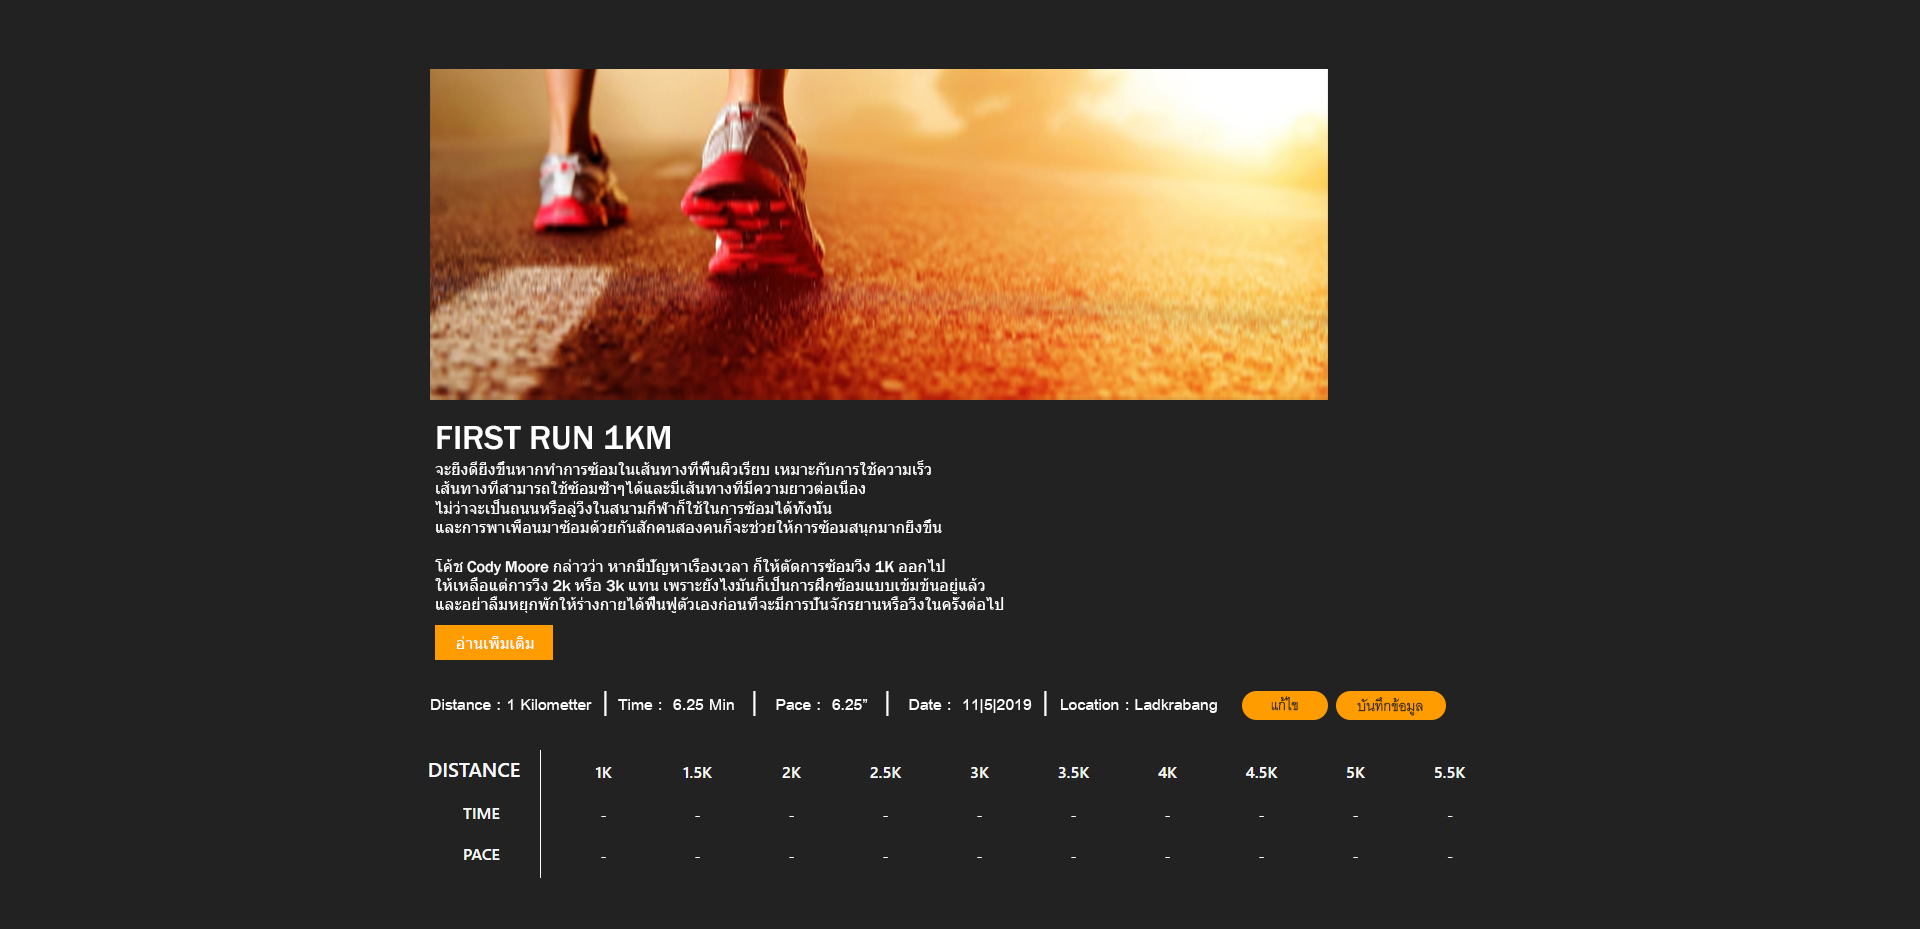 FIRST RUN 1KM
จะยิ่งดียิ่งขึ้นหากทำการซ้อมในเส้นทางที่พื้นผิวเรียบ เหมาะกับการใช้ความเร็ว
เส้นทางที่สามารถใช้ซ้อมซ้ำๆได้และมีเส้นทางที่มีความยาวต่อเนื่อง
ไม่ว่าจะเป็นถนนหรือลู่วิ่งในสนามกีฬาก็ใช้ในการซ้อมได้ทั้งนั้น
และการพาเพื่อนมาซ้อมด้วยกันสักคนสองคนก็จะช่วยให้การซ้อมสนุกมากยิ่งขึ้น
โค้ช Cody Moore กล่าวว่า หากมีปัญหาเรื่องเวลา ก็ให้ตัดการซ้อมวิ่ง 1K ออกไป
ให้เหลือแต่การวิ่ง 2k หรือ 3k แทน เพราะยังไงมันก็เป็นการฝึกซ้อมแบบเข้มข้นอยู่แล้ว
และอย่าลืมหยุกพักให้ร่างกายได้ฟื้นฟูตัวเองก่อนที่จะมีการปั่นจักรยานหรือวิ่งในครั้งต่อไป
อ่านเพิ่มเติม
Distance : 1 Kilometter | Time : 6.25 Min | Pace : 6.25” | Date : 11|5|2019 | Location : Ladkrabang แก้ไข บันทึกข้อมูล
DISTANCE 1K 1.5K 2K 2.5K 3K 3.5K 4K 4.5K 5K 5.5K
TIME - - - - - - - - - -
PACE - - - - - - - - - -